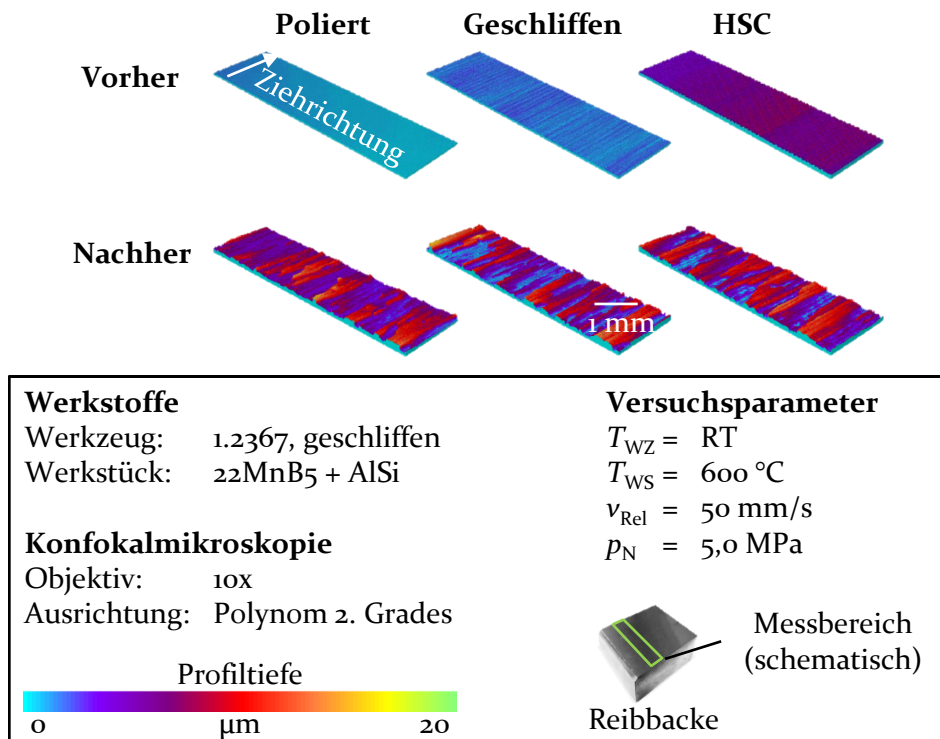 Poliert Geschliffen HSC
Vorher
Ziehrichtung
Nachher
1 mm
Werkstoffe
Werkzeug: 1.2367, geschliffen
Werkstück: 22MnB5 + AlSi
Konfokalmikroskopie
Objektiv: 10x
Ausrichtung: Polynom 2. Grades
Profiltiefe
0 µm 20
Versuchsparameter
T_WZ = RT
T_WS = 600 °C
v_Rel = 50 mm/s
p_N = 5,0 MPa
Messbereich
(schematisch)
Reibbacke